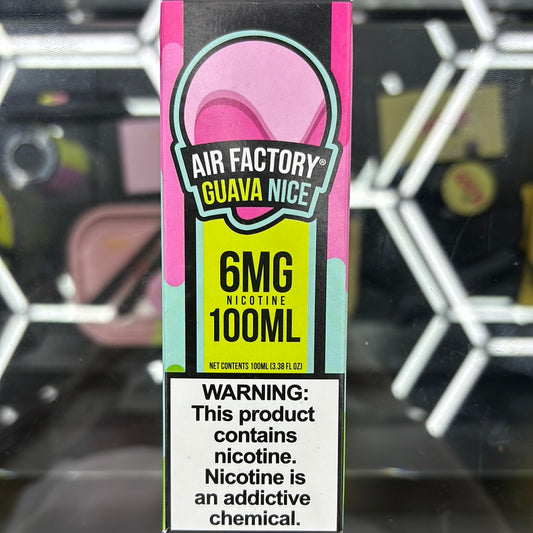 AIR FACTORY®
GUAVA NICE
6MG
NICOTINE
100ML
NET CONTENTS 100ML (3.38 FL OZ)
WARNING:
This product
contains
nicotine.
Nicotine is
an addictive
chemical.